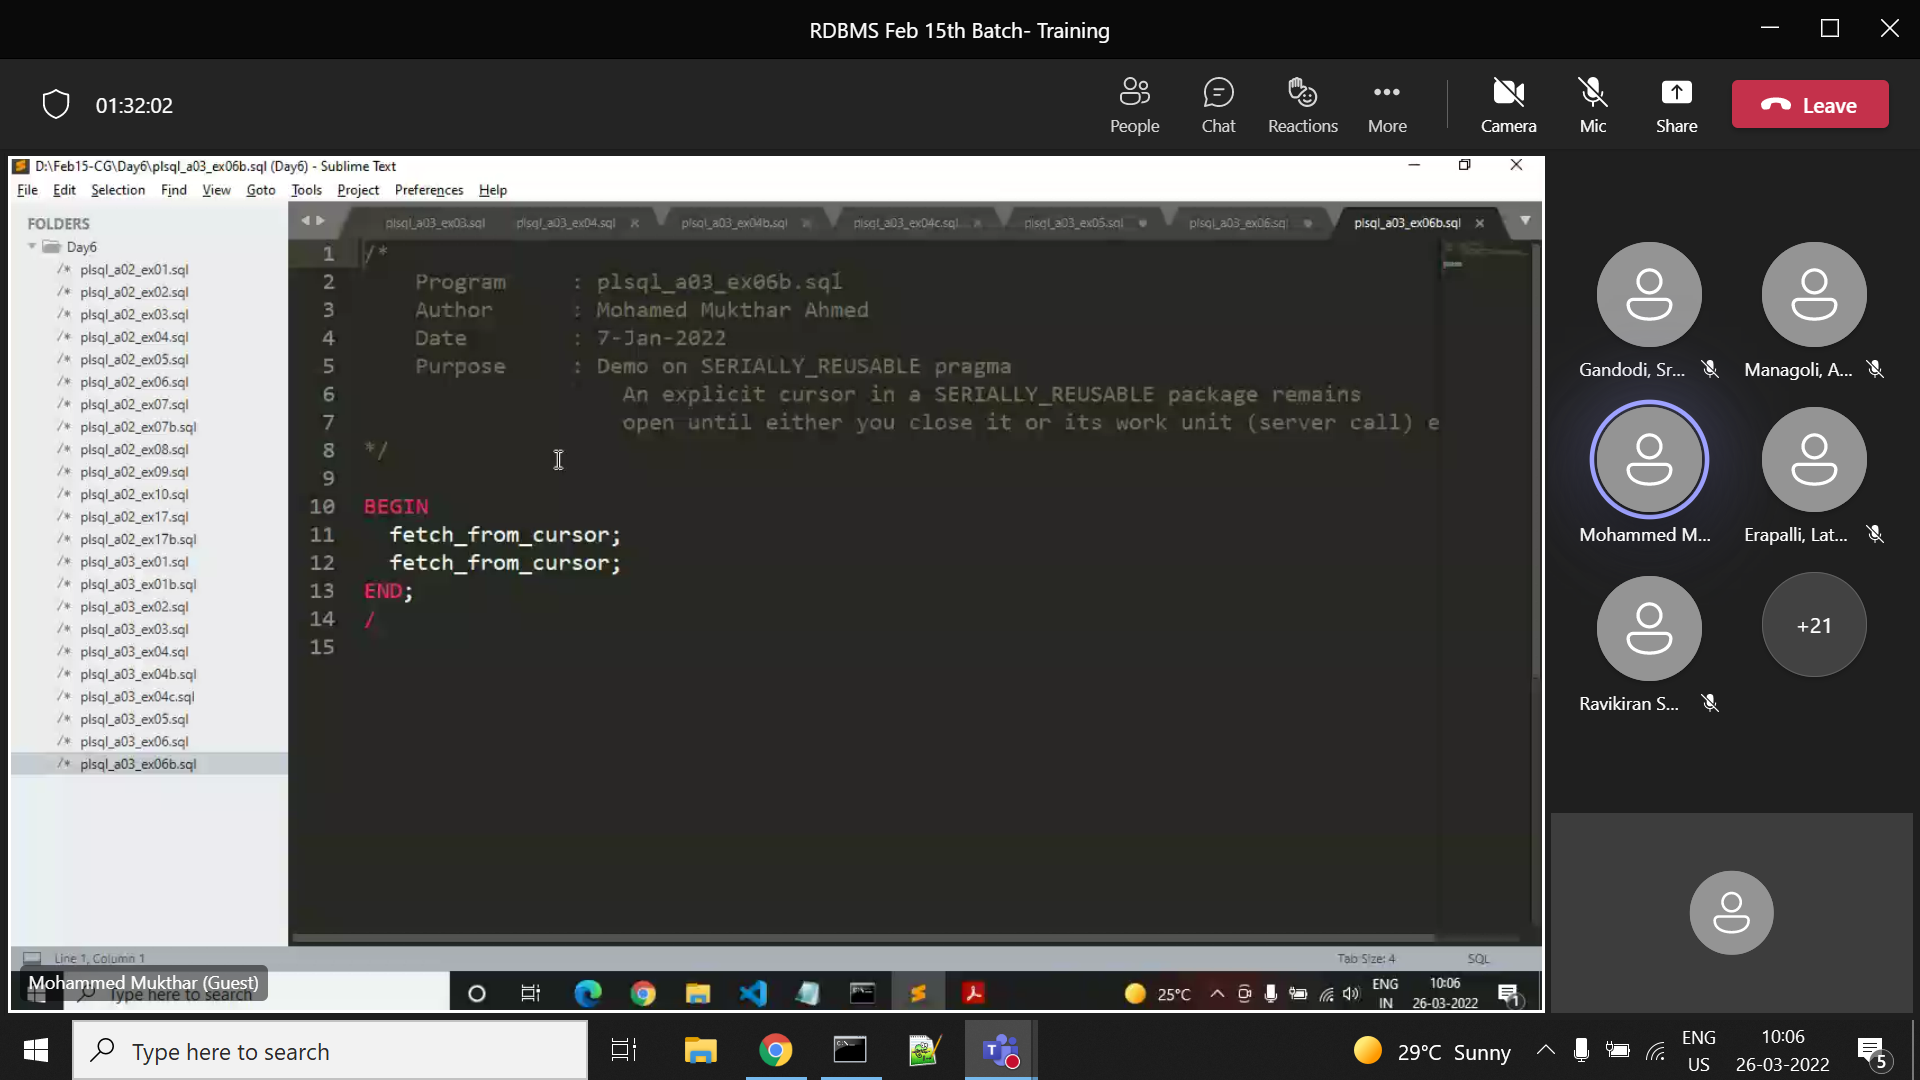 RDBMS Feb 15th Batch- Training
01:32:02
People
Chat
Reactions
More
Camera
Mic
Share
Leave
D:\Feb15-CG\Day6\plsql_a03_ex06b.sql (Day6) - Sublime Text
File Edit Selection Find View Goto Tools Project Preferences Help
FOLDERS
Day6
/* plsql_a02_ex01.sql
/* plsql_a02_ex02.sql
/* plsql_a02_ex03.sql
/* plsql_a02_ex04.sql
/* plsql_a02_ex05.sql
/* plsql_a02_ex06.sql
/* plsql_a02_ex07.sql
/* plsql_a02_ex07b.sql
/* plsql_a02_ex08.sql
/* plsql_a02_ex09.sql
/* plsql_a02_ex10.sql
/* plsql_a02_ex17.sql
/* plsql_a02_ex17b.sql
/* plsql_a03_ex01.sql
/* plsql_a03_ex01b.sql
/* plsql_a03_ex02.sql
/* plsql_a03_ex03.sql
/* plsql_a03_ex04.sql
/* plsql_a03_ex04b.sql
/* plsql_a03_ex04c.sql
/* plsql_a03_ex05.sql
/* plsql_a03_ex06.sql
/* plsql_a03_ex06b.sql
plsql_a03_ex03.sql plsql_a03_ex04.sql plsql_a03_ex04b.sql plsql_a03_ex04c.sql plsql_a03_ex05.sql plsql_a03_ex06.sql plsql_a03_ex06b.sql
1 /*
2 Program : plsql_a03_ex06b.sql
3 Author : Mohamed Mukthar Ahmed
4 Date : 7-Jan-2022
5 Purpose : Demo on SERIALLY_REUSABLE pragma
6 An explicit cursor in a SERIALLY_REUSABLE package remains
7 open until either you close it or its work unit (server call) e
8 */
9
10 BEGIN
11 fetch_from_cursor;
12 fetch_from_cursor;
13 END;
14 /
15
Line 1, Column 1
Tab Size: 4
SQL
Mohammed Mukthar (Guest)
Type here to search
25°C
ENG
IN
10:06
26-03-2022
1
Gandodi, Sr...
Managoli, A...
Mohammed M...
Erapalli, Lat...
Ravikiran S...
+21
Type here to search
29°C Sunny
ENG
US
10:06
26-03-2022
5